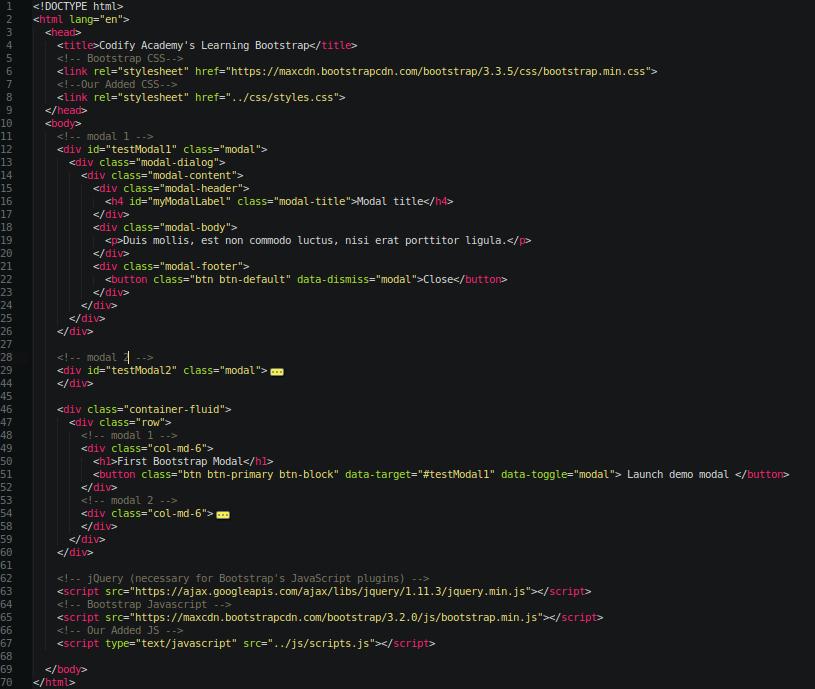 1 <!DOCTYPE html>
2 <html lang="en">
3 <head>
4 <title>Codify Academy's Learning Bootstrap</title>
5 <!-- Bootstrap CSS-->
6 <link rel="stylesheet" href="https://maxcdn.bootstrapcdn.com/bootstrap/3.3.5/css/bootstrap.min.css">
7 <!--Our Added CSS-->
8 <link rel="stylesheet" href="../css/styles.css">
9 </head>
10 <body>
11 <!-- modal 1 -->
12 <div id="testModal1" class="modal">
13 <div class="modal-dialog">
14 <div class="modal-content">
15 <div class="modal-header">
16 <h4 id="myModalLabel" class="modal-title">Modal title</h4>
17 </div>
18 <div class="modal-body">
19 <p>Duis mollis, est non commodo luctus, nisi erat porttitor ligula.</p>
20 </div>
21 <div class="modal-footer">
22 <button class="btn btn-default" data-dismiss="modal">Close</button>
23 </div>
24 </div>
25 </div>
26 </div>
27
28 <!-- modal 2 -->
29 <div id="testModal2" class="modal">
44 </div>
45
46 <div class="container-fluid">
47 <div class="row">
48 <!-- modal 1 -->
49 <div class="col-md-6">
50 <h1>First Bootstrap Modal</h1>
51 <button class="btn btn-primary btn-block" data-target="#testModal1" data-toggle="modal"> Launch demo modal </button>
52 </div>
53 <!-- modal 2 -->
54 <div class="col-md-6">
58 </div>
59 </div>
60 </div>
61
62 <!-- jQuery (necessary for Bootstrap's JavaScript plugins) -->
63 <script src="https://ajax.googleapis.com/ajax/libs/jquery/1.11.3/jquery.min.js"></script>
64 <!-- Bootstrap Javascript -->
65 <script src="https://maxcdn.bootstrapcdn.com/bootstrap/3.2.0/js/bootstrap.min.js"></script>
66 <!-- Our Added JS -->
67 <script type="text/javascript" src="../js/scripts.js"></script>
68
69 </body>
70 </html>